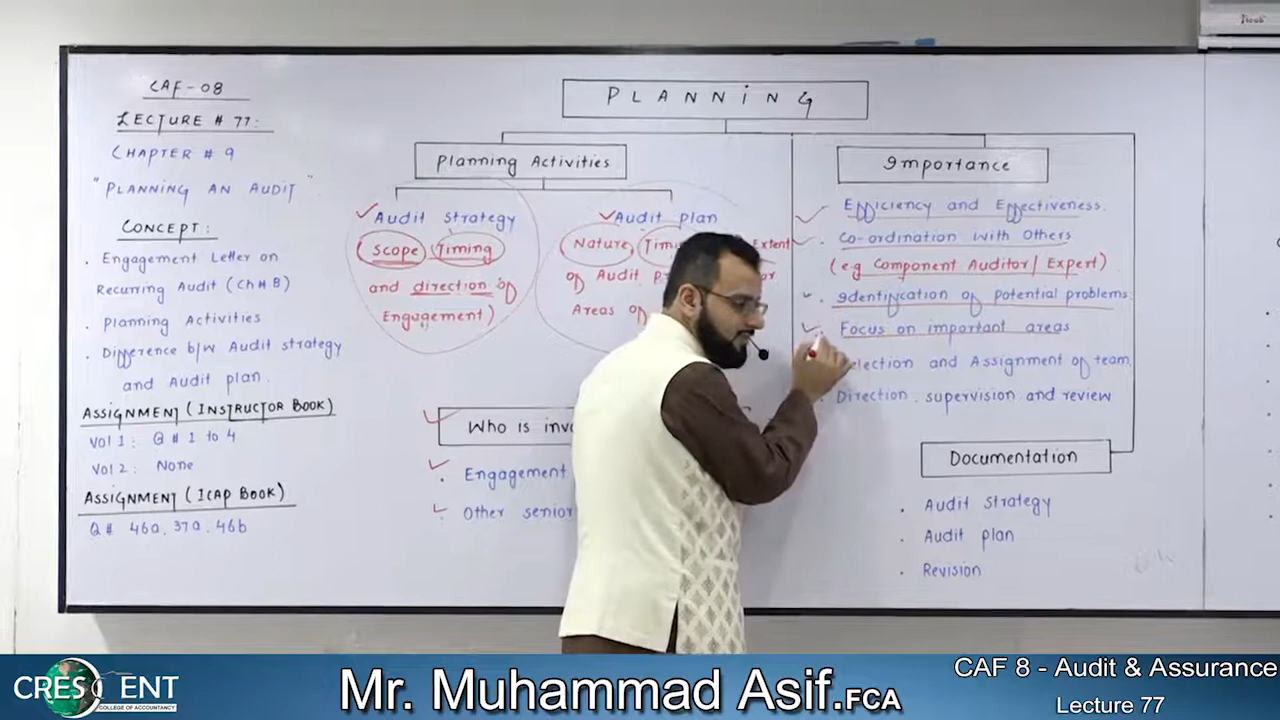 CAF-08
LECTURE # 77:
CHAPTER # 9
"PLANNING AN AUDIT"
CONCEPT:
. Engagement Letter on
Recurring Audit (Ch # 8)
. Planning Activities
. Difference b/w Audit strategy
and Audit plan.
ASSIGNMENT (INSTRUCTOR BOOK)
Vol 1: Q # 1 to 4
Vol 2: None
ASSIGNMENT (ICAP BOOK)
Q# 46a, 37a, 46b
PLANNING
Planning Activities
Audit strategy
(Scope, Timing
and direction of
Engagement)
Audit plan
Nature,
Extent
of Audit
Areas of
Who is
. Engagement
. Other senior
Importance
. Efficiency and Effectiveness.
. Co-ordination with Others
(e.g Component Auditor / Expert)
. Identification of potential problems.
. Focus on important areas
and Assignment of team.
. Direction, supervision and review
Documentation
. Audit strategy
. Audit plan
. Revision
CRESCENT
COLLEGE OF ACCOUNTANCY
Mr. Muhammad Asif.FCA
CAF 8 - Audit & Assurance
Lecture 77